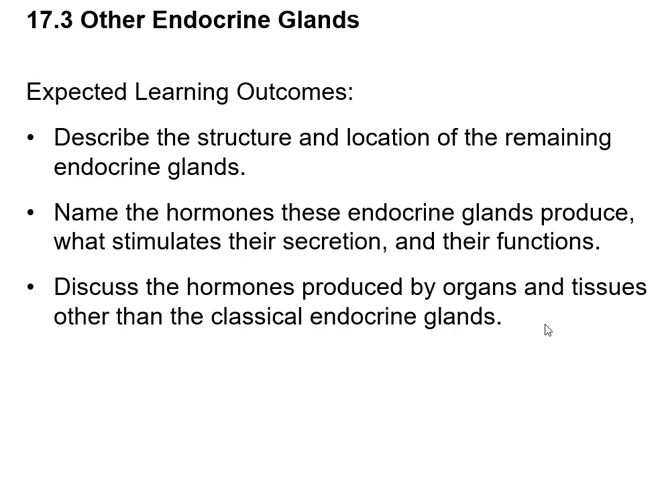 17.3 Other Endocrine Glands
Expected Learning Outcomes:
• Describe the structure and location of the remaining
endocrine glands.
• Name the hormones these endocrine glands produce,
what stimulates their secretion, and their functions.
• Discuss the hormones produced by organs and tissues
other than the classical endocrine glands.